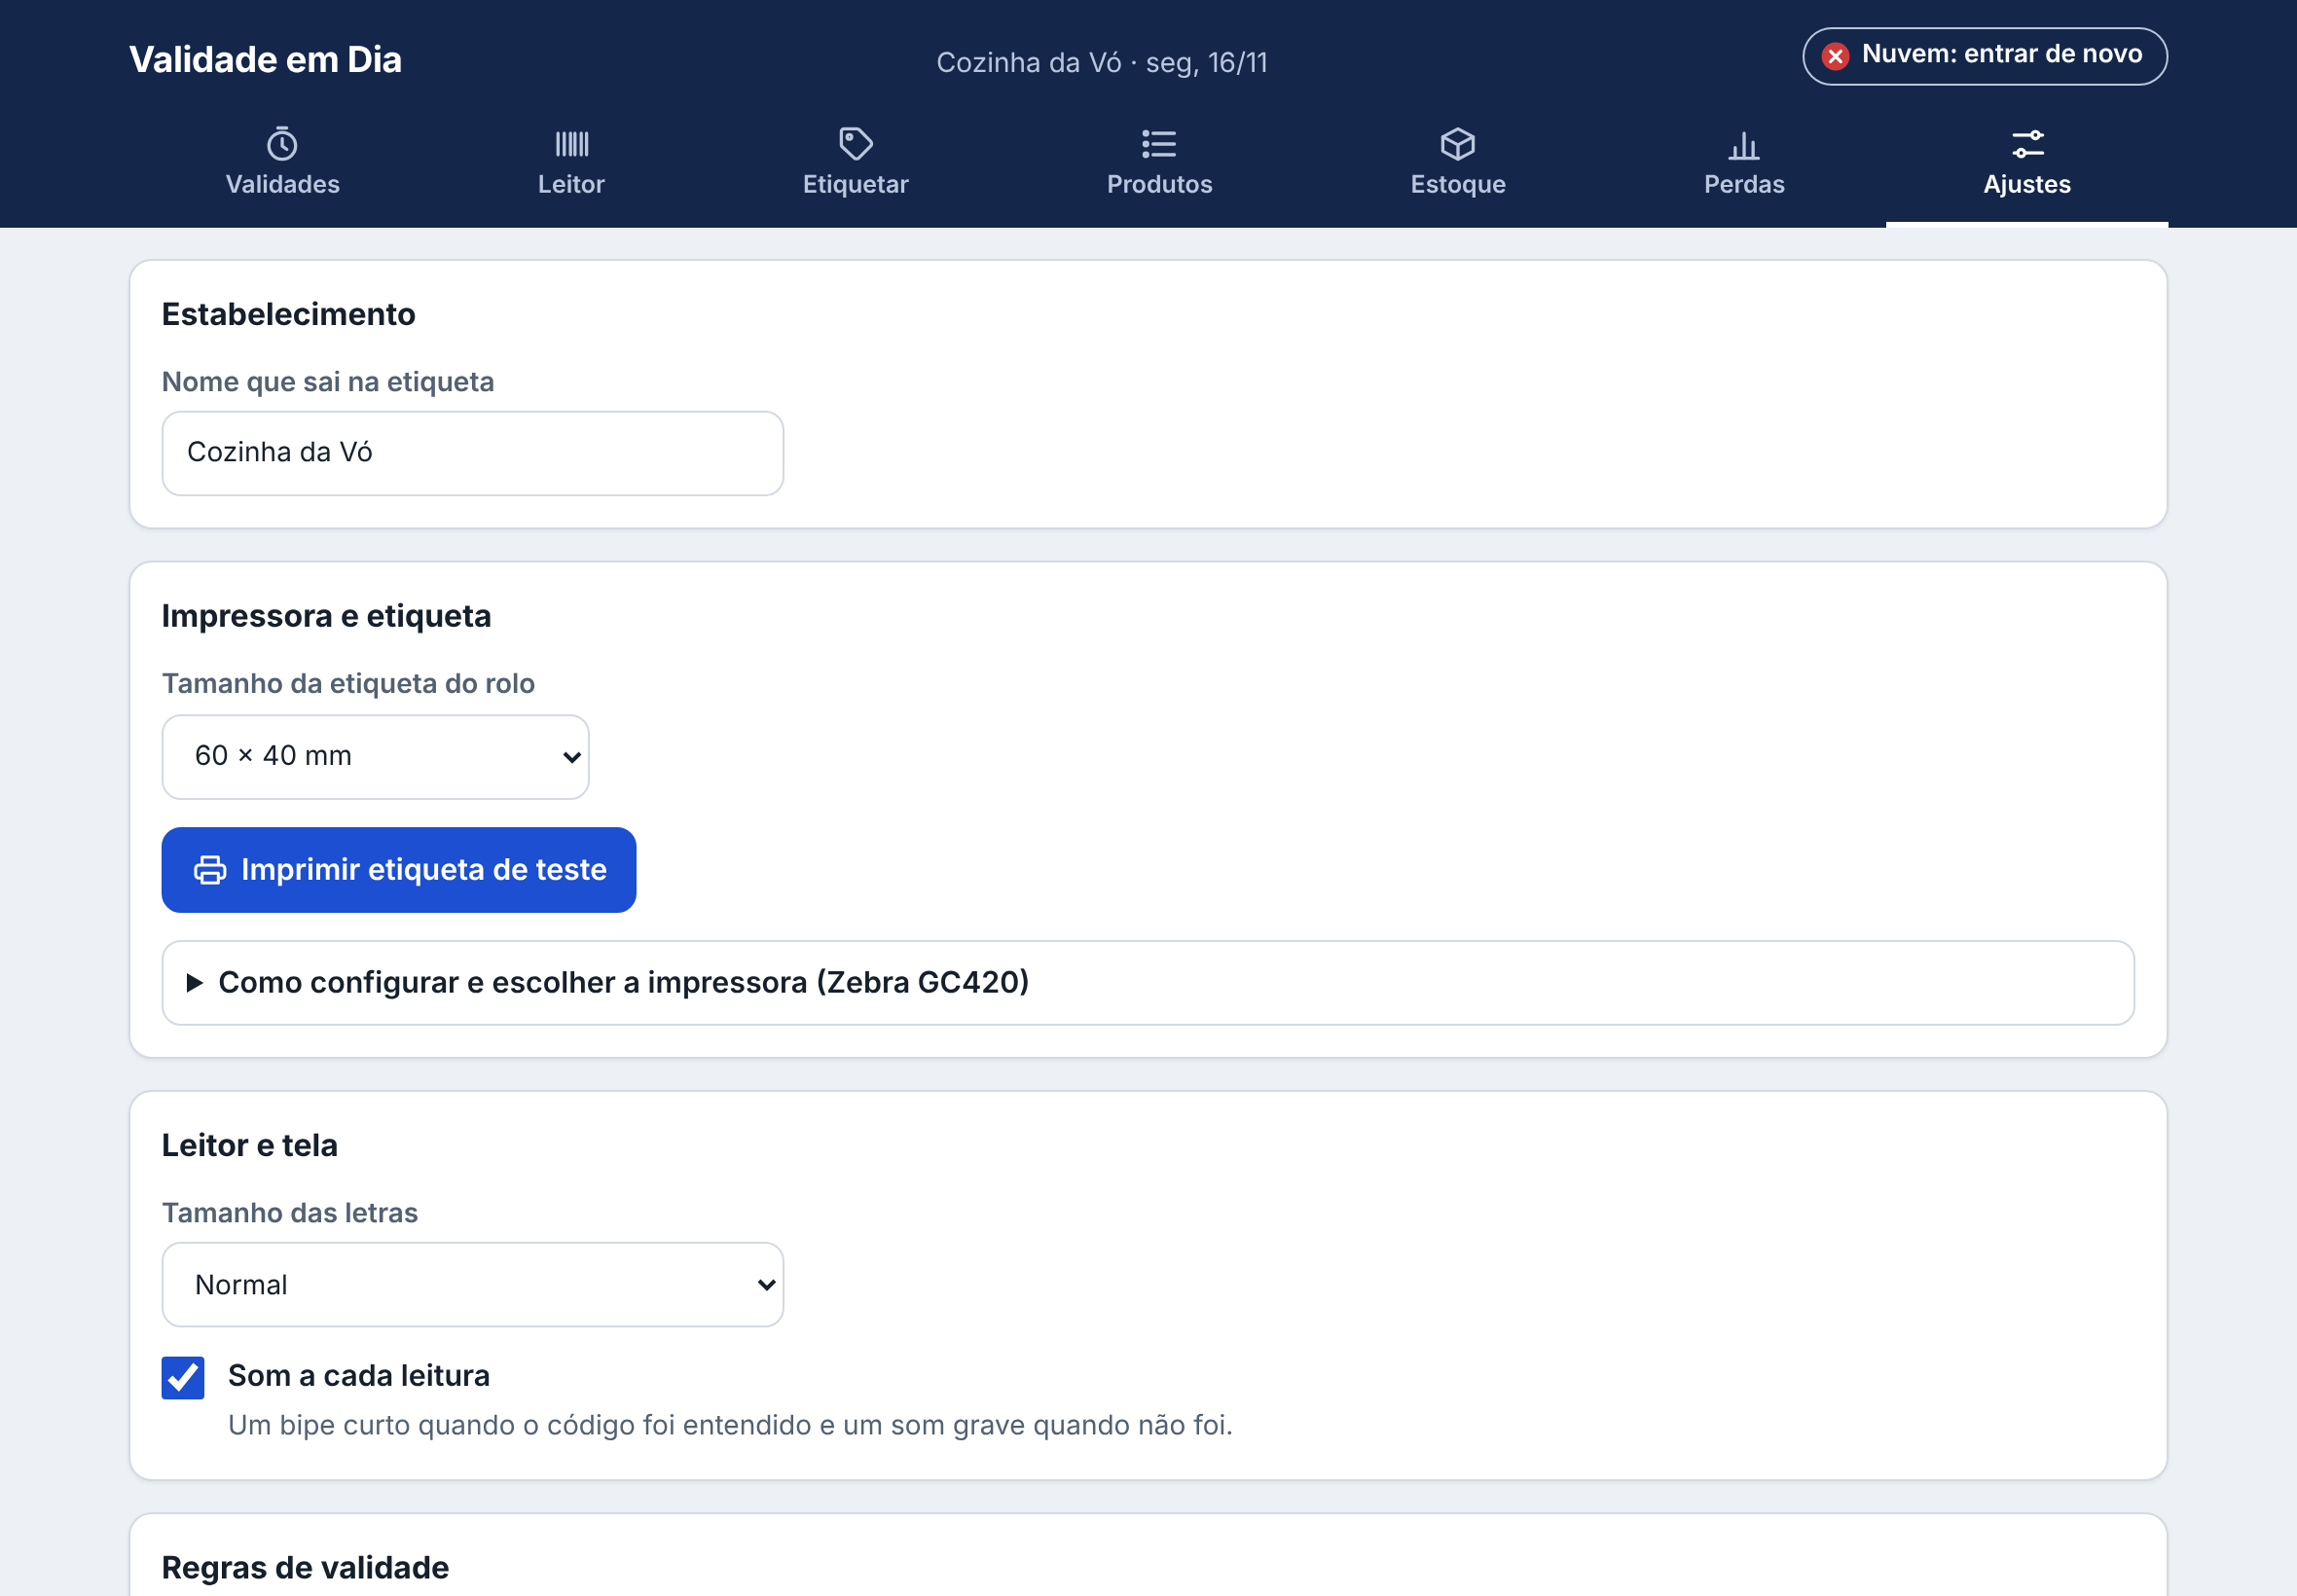 Validade em Dia
Cozinha da Vó · seg, 16/11
Nuvem: entrar de novo
Validades
Leitor
Etiquetar
Produtos
Estoque
Perdas
Ajustes
Estabelecimento
Nome que sai na etiqueta
Cozinha da Vó
Impressora e etiqueta
Tamanho da etiqueta do rolo
60 × 40 mm
Imprimir etiqueta de teste
Como configurar e escolher a impressora (Zebra GC420)
Leitor e tela
Tamanho das letras
Normal
Som a cada leitura
Um bipe curto quando o código foi entendido e um som grave quando não foi.
Regras de validade